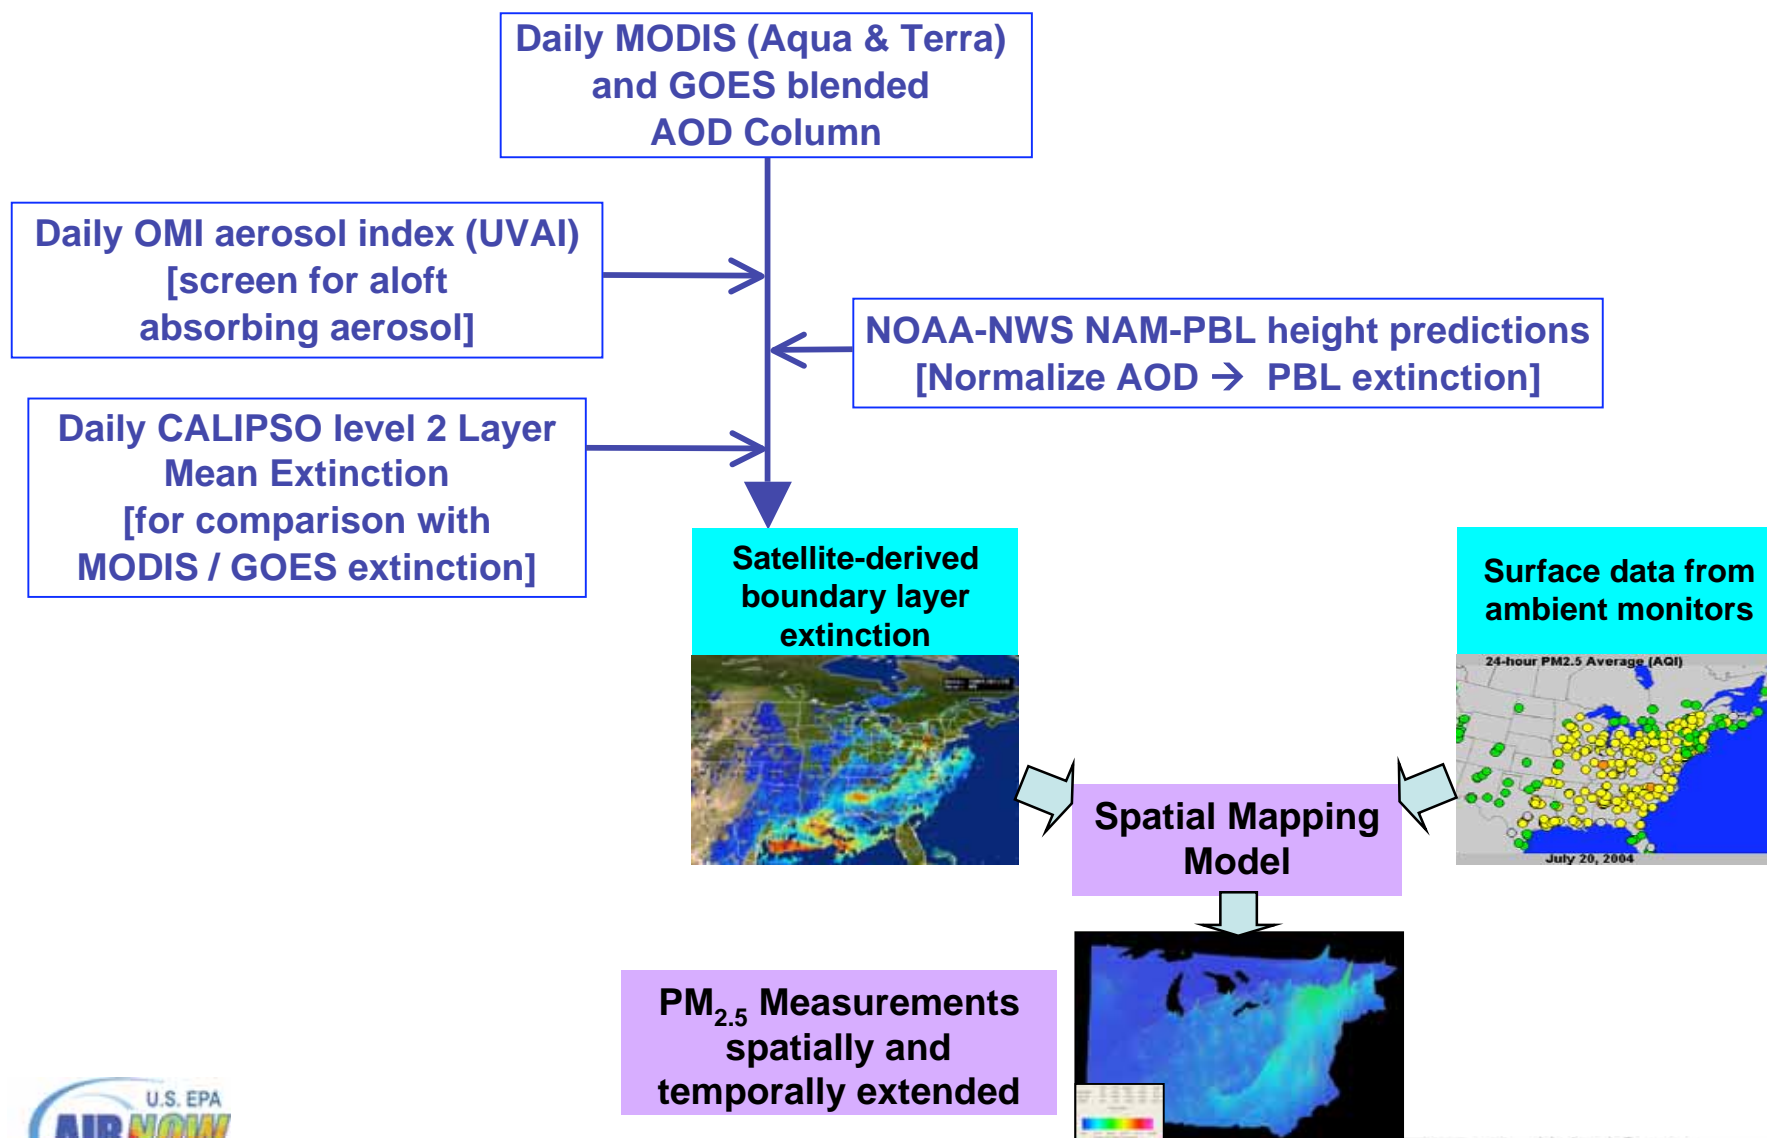 Daily MODIS (Aqua & Terra)
and GOES blended
AOD Column
Daily OMI aerosol index (UVAI)
[screen for aloft
absorbing aerosol]
NOAA-NWS NAM-PBL height predictions
[Normalize AOD → PBL extinction]
Daily CALIPSO level 2 Layer
Mean Extinction
[for comparison with
MODIS / GOES extinction]
Satellite-derived
boundary layer
extinction
Surface data from
ambient monitors
24-hour PM2.5 Average (AQI)
July 20, 2004
Spatial Mapping
Model
PM2.5 Measurements
spatially and
temporally extended
U.S. EPA
AIRNOW